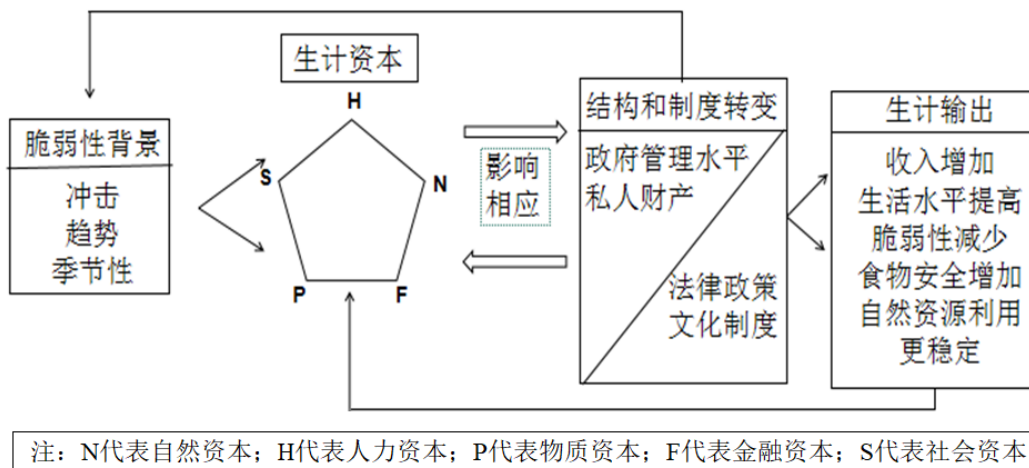 生计资本
H
S
N
P
F
脆弱性背景
冲击
趋势
季节性
影响
相应
结构和制度转变
政府管理水平
私人财产
法律政策
文化制度
生计输出
收入增加
生活水平提高
脆弱性减少
食物安全增加
自然资源利用
更稳定
注：N代表自然资本；H代表人力资本；P代表物质资本；F代表金融资本；S代表社会资本